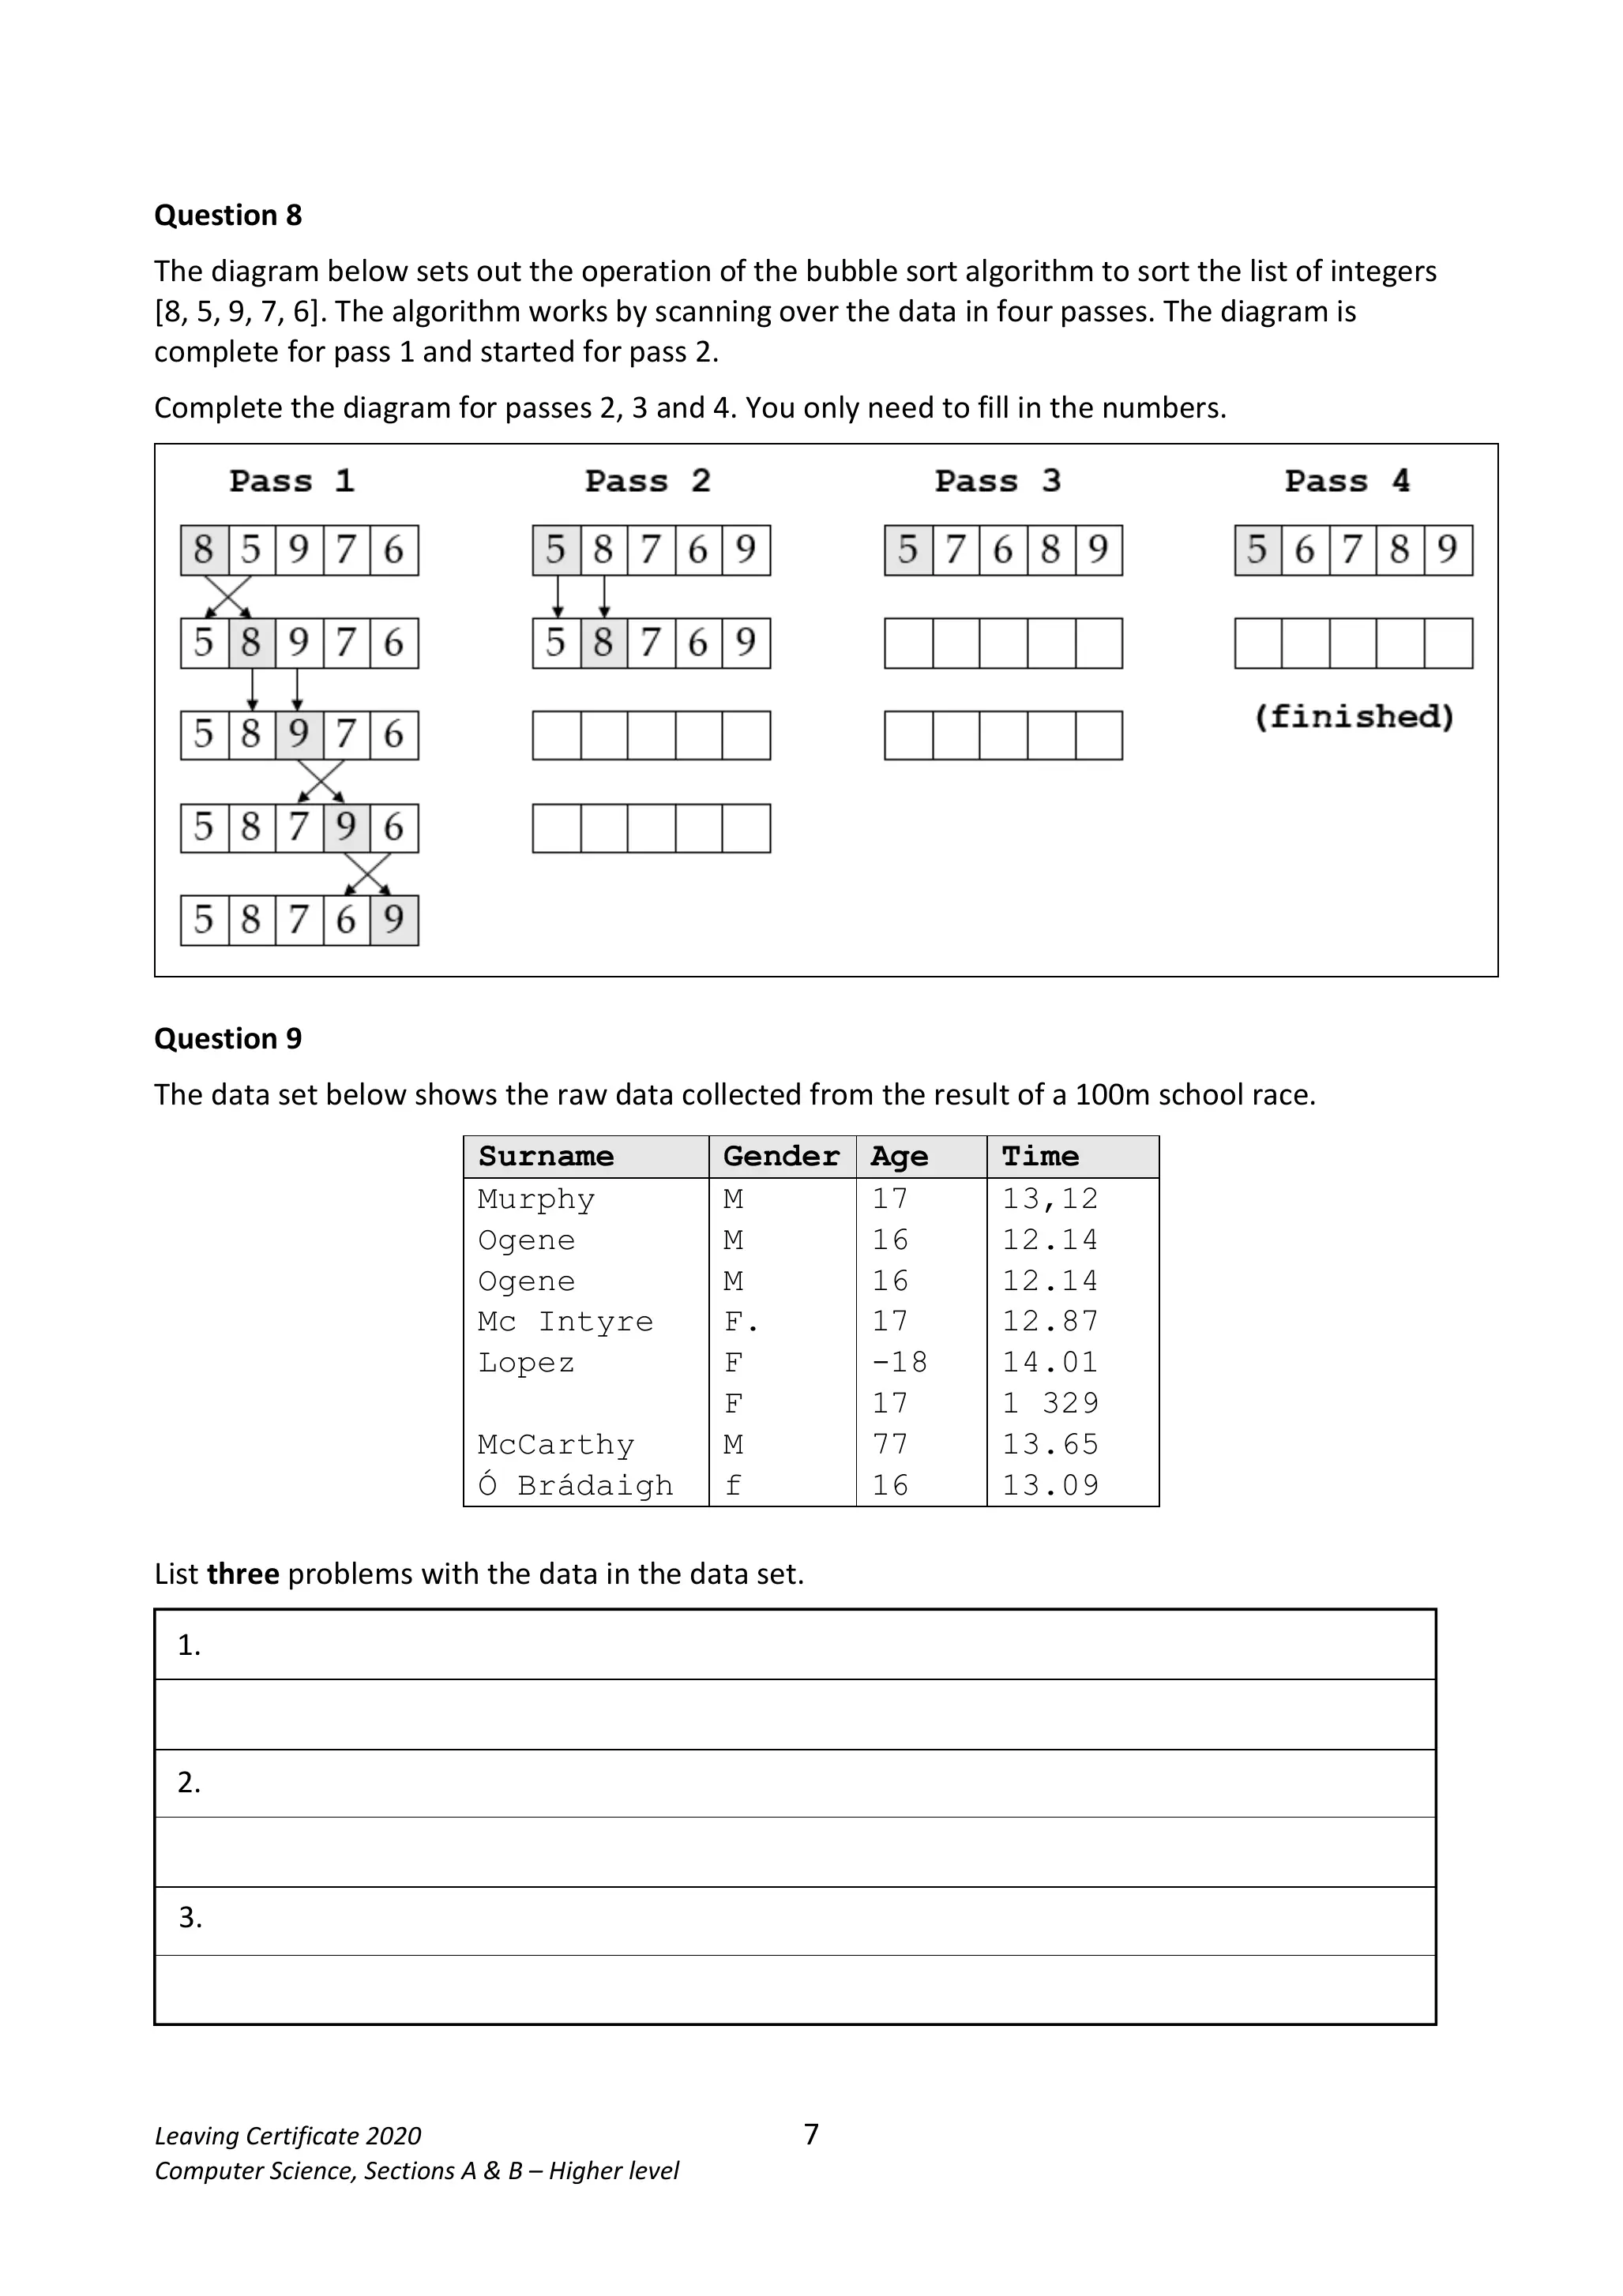 Question 8
The diagram below sets out the operation of the bubble sort algorithm to sort the list of integers
[8, 5, 9, 7, 6]. The algorithm works by scanning over the data in four passes. The diagram is
complete for pass 1 and started for pass 2.
Complete the diagram for passes 2, 3 and 4. You only need to fill in the numbers.
Pass 1 Pass 2 Pass 3 Pass 4
8 5 9 7 6 5 8 7 6 9 5 7 6 8 9 5 6 7 8 9
5 8 9 7 6 5 8 7 6 9
5 8 9 7 6 (finished)
5 8 7 9 6
5 8 7 6 9
Question 9
The data set below shows the raw data collected from the result of a 100m school race.
Surname Gender Age Time
Murphy M 17 13,12
Ogene M 16 12.14
Ogene M 16 12.14
Mc Intyre F. 17 12.87
Lopez F -18 14.01
F 17 1 329
McCarthy M 77 13.65
Ó Brádaigh f 16 13.09
List three problems with the data in the data set.
1.
2.
3.
Leaving Certificate 2020 7
Computer Science, Sections A & B – Higher level